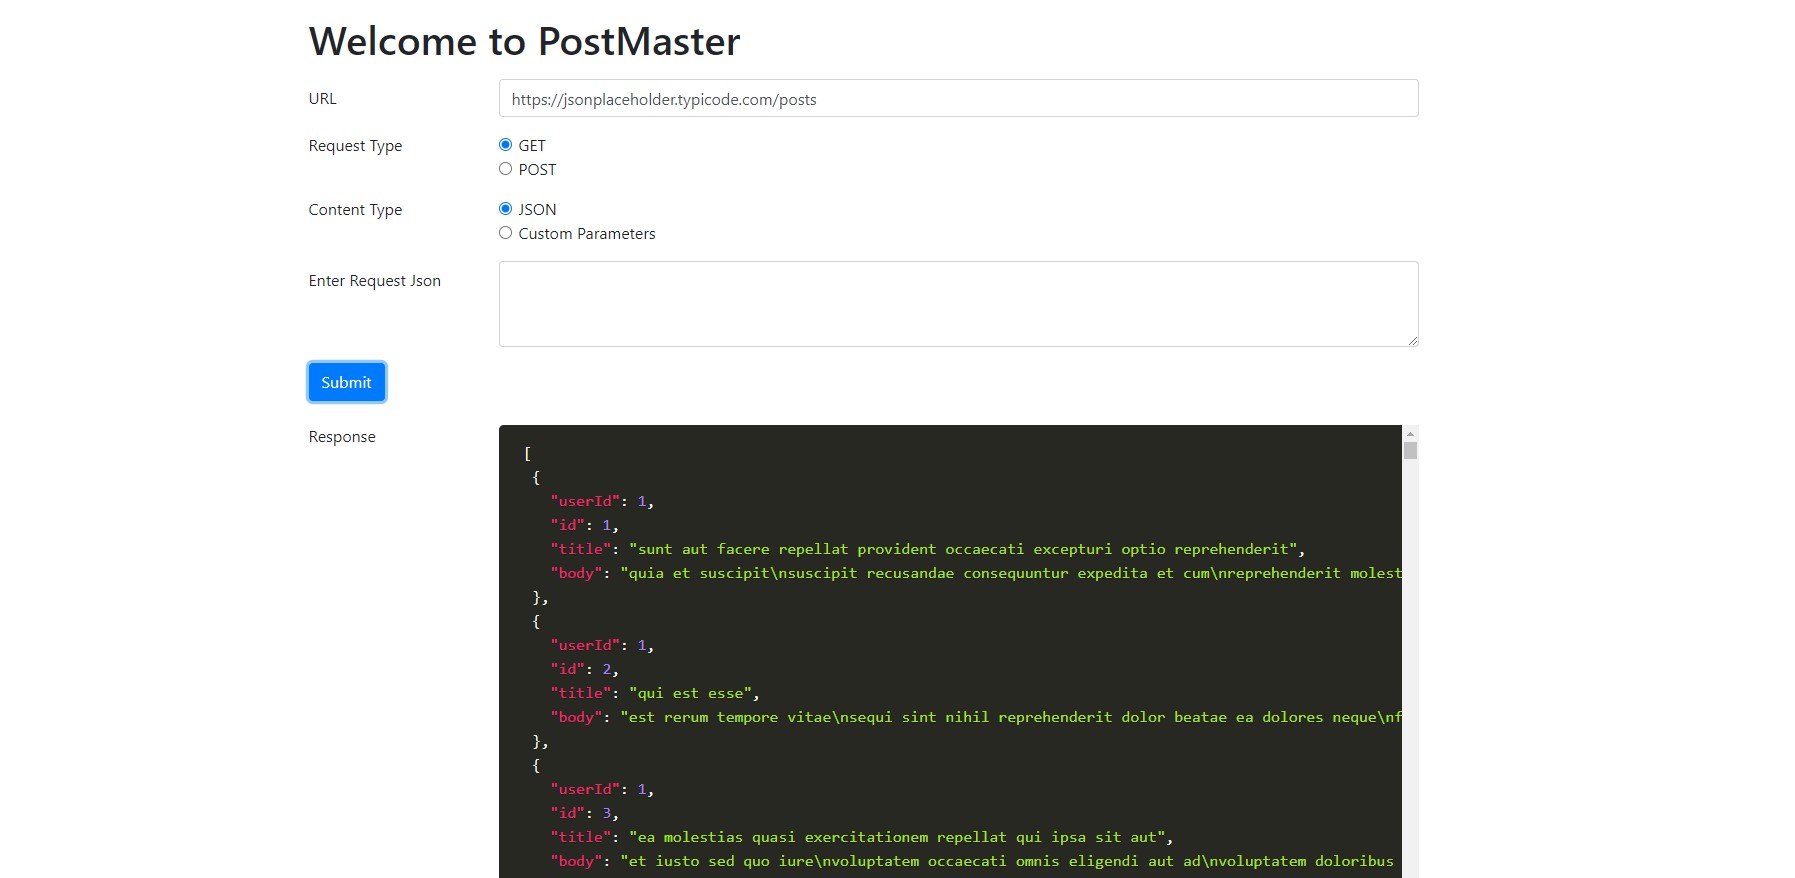 Welcome to PostMaster
URL
https://jsonplaceholder.typicode.com/posts
Request Type
GET
POST
Content Type
JSON
Custom Parameters
Enter Request Json
Submit
Response
[
{
"userId": 1,
"id": 1,
"title": "sunt aut facere repellat provident occaecati excepturi optio reprehenderit",
"body": "quia et suscipit\nsuscipit recusandae consequuntur expedita et cum\nreprehenderit molest
},
{
"userId": 1,
"id": 2,
"title": "qui est esse",
"body": "est rerum tempore vitae\nsequi sint nihil reprehenderit dolor beatae ea dolores neque\nf
},
{
"userId": 1,
"id": 3,
"title": "ea molestias quasi exercitationem repellat qui ipsa sit aut",
"body": "et iusto sed quo iure\nvoluptatem occaecati omnis eligendi aut ad\nvoluptatem doloribus